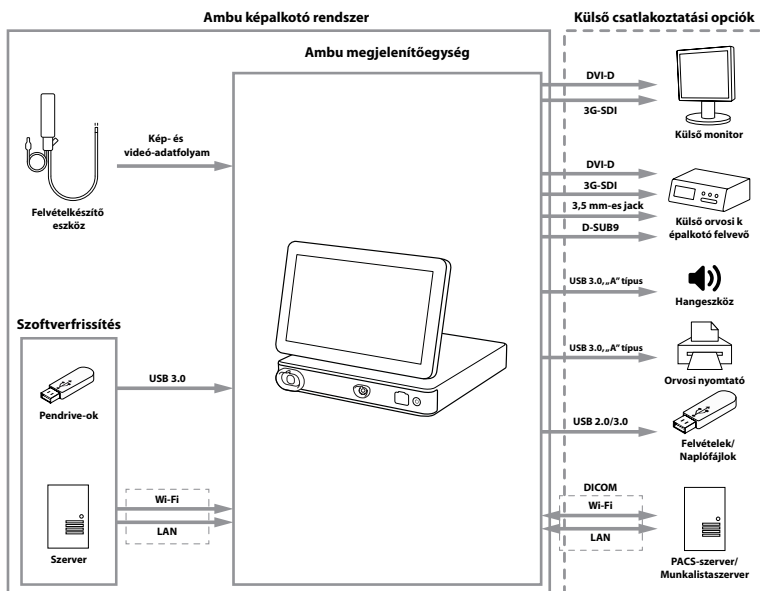 Ambu képalkotó rendszer
Külső csatlakoztatási opciók
Ambu megjelenítőegység
Kép- és
videó-adatfolyam
Felvételkészítő
eszköz
DVI-D
3G-SDI
Külső monitor
DVI-D
3G-SDI
3,5 mm-es jack
D-SUB9
Külső orvosi k
épalkotó felvevő
USB 3.0, „A” típus
Hangeszköz
USB 3.0, „A” típus
Orvosi nyomtató
Szoftverfrissítés
USB 3.0
Pendrive-ok
USB 2.0/3.0
Felvételek/
Naplófájlok
Wi-Fi
LAN
Szerver
DICOM
Wi-Fi
LAN
PACS-szerver/
Munkalistaszerver